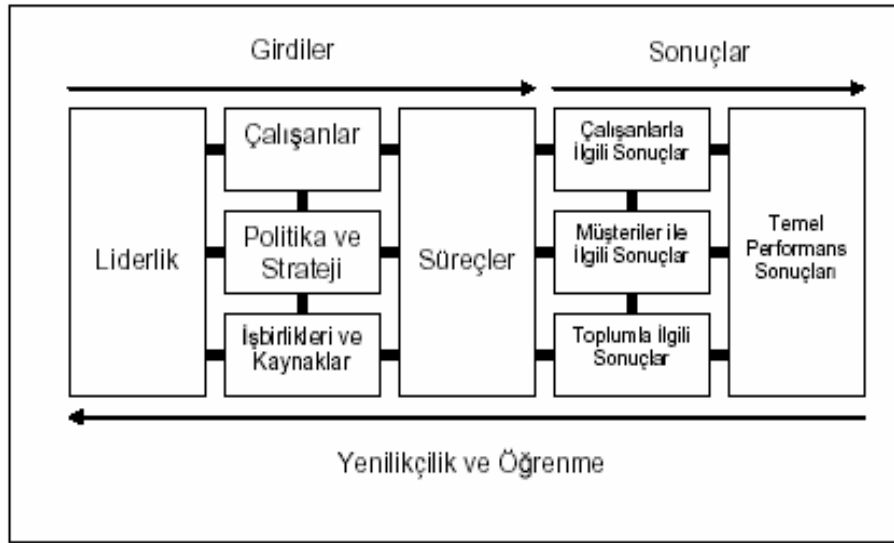 Girdiler
Sonuçlar
Liderlik
Çalışanlar
Politika ve
Strateji
İşbirlikleri ve
Kaynaklar
Süreçler
Çalışanlarla
İlgili Sonuçlar
Müşteriler ile
İlgili Sonuçlar
Toplumla İlgili
Sonuçlar
Temel
Performans
Sonuçları
Yenilikçilik ve Öğrenme